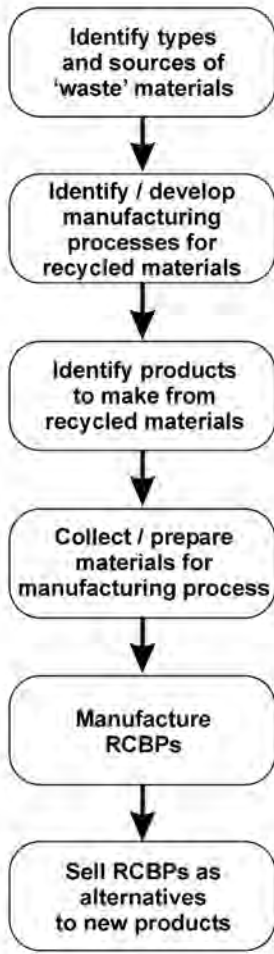 Identify types
and sources of
‘waste’ materials
Identify / develop
manufacturing
processes for
recycled materials
Identify products
to make from
recycled materials
Collect / prepare
materials for
manufacturing process
Manufacture
RCBPs
Sell RCBPs as
alternatives
to new products